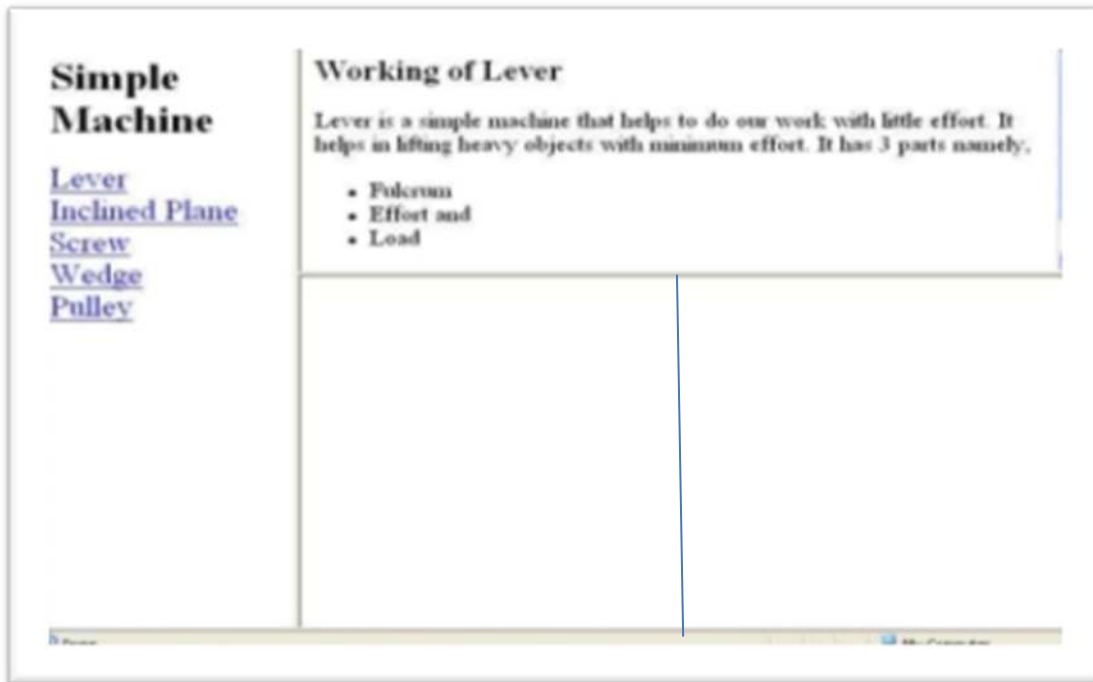 Simple
Machine
Lever
Inclined Plane
Screw
Wedge
Pulley
Working of Lever
Lever is a simple machine that helps to do our work with little effort. It
helps in lifting heavy objects with minimum effort. It has 3 parts namely,
• Fulcrum
• Effort and
• Load
My Computer